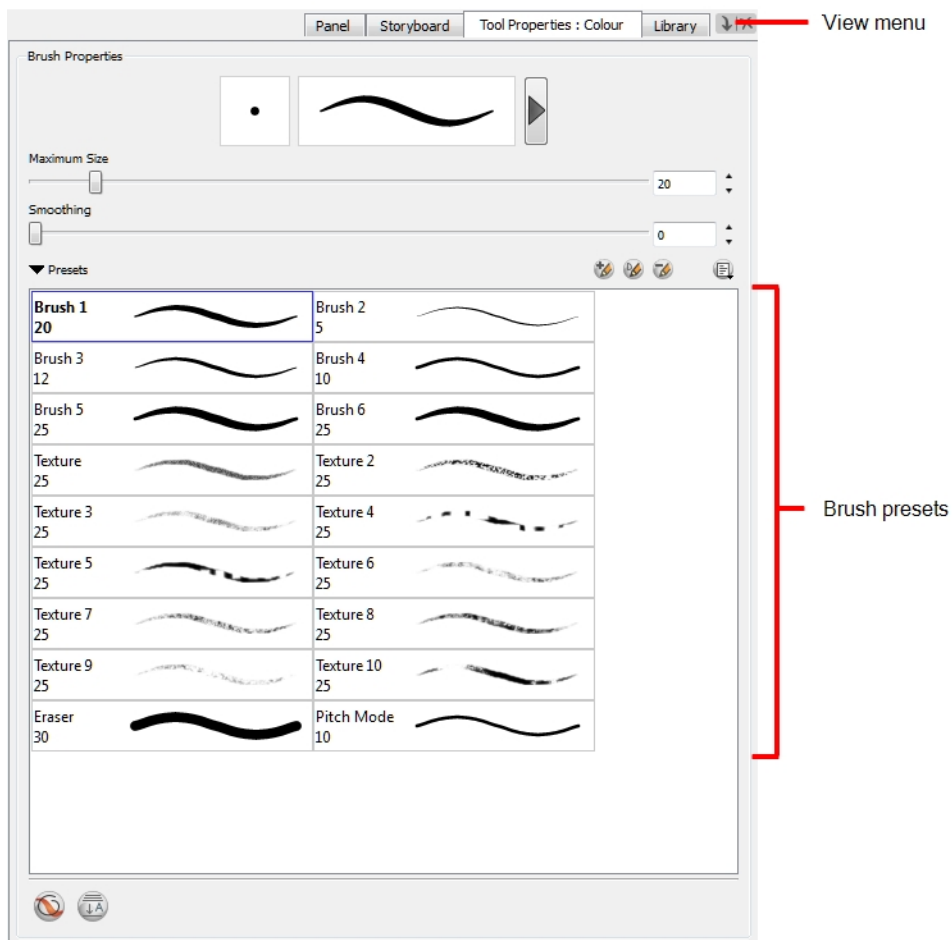 Panel
Storyboard
Tool Properties : Colour
Library
View menu
Brush Properties
Maximum Size
20
Smoothing
0
Presets
Brush 1
20
Brush 2
5
Brush 3
12
Brush 4
10
Brush 5
25
Brush 6
25
Texture
25
Texture 2
25
Texture 3
25
Texture 4
25
Texture 5
25
Texture 6
25
Texture 7
25
Texture 8
25
Texture 9
25
Texture 10
25
Eraser
30
Pitch Mode
10
Brush presets
A